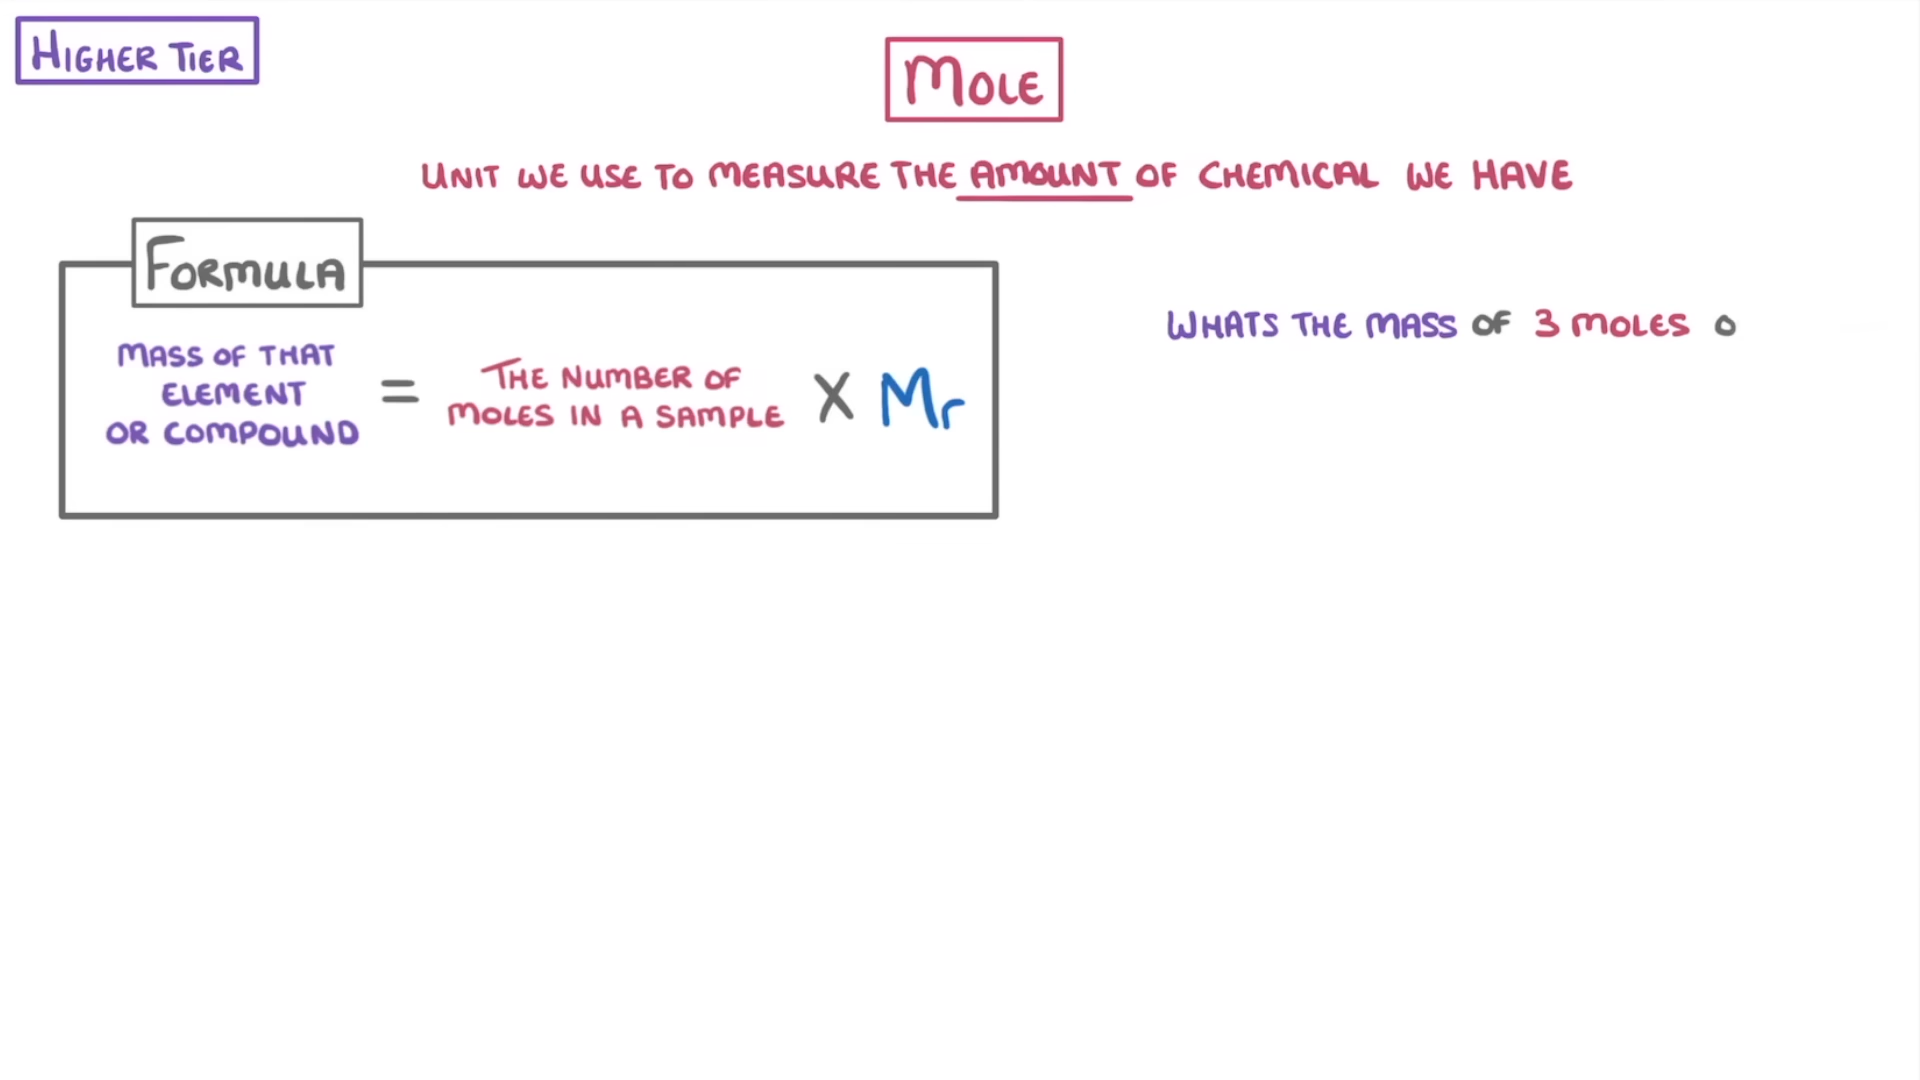 HIGHER TIER
MOLE
UNIT WE USE TO MEASURE THE AMOUNT OF CHEMICAL WE HAVE
FORMULA
MASS OF THAT
ELEMENT
OR COMPOUND
=
THE NUMBER OF
MOLES IN A SAMPLE
X Mr
WHATS THE MASS OF 3 MOLES O